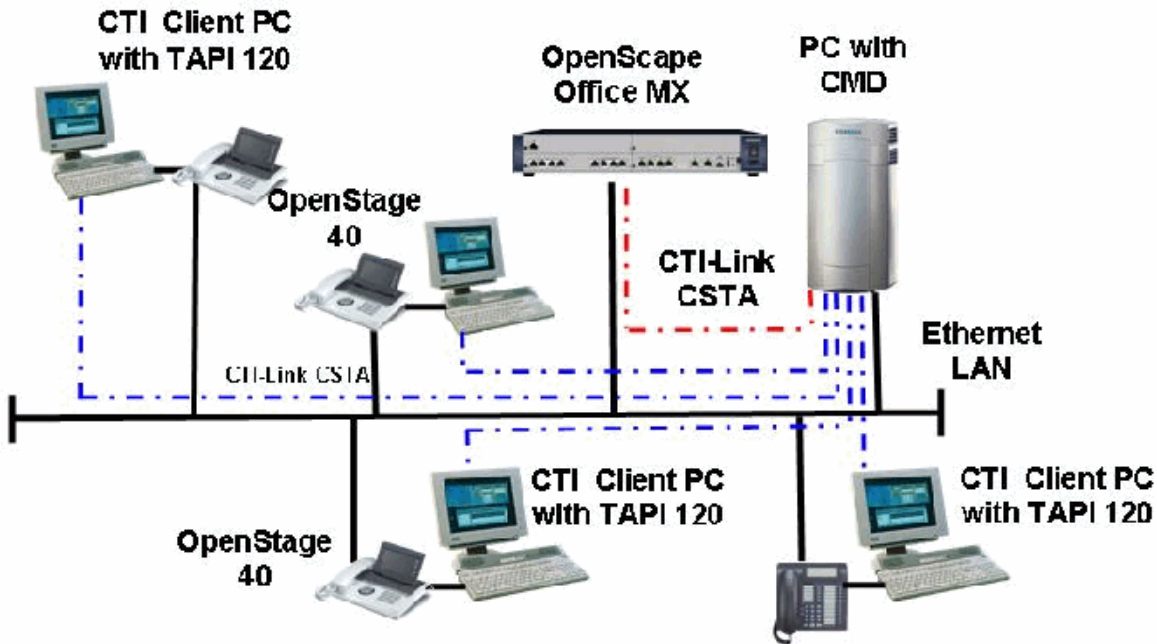 CTI Client PC
with TAPI 120
OpenScape
Office MX
PC with
CMD
OpenStage
40
CTI-Link
CSTA
Ethernet
LAN
CTI-Link CSTA
CTI Client PC
with TAPI 120
CTI Client PC
with TAPI 120
OpenStage
40